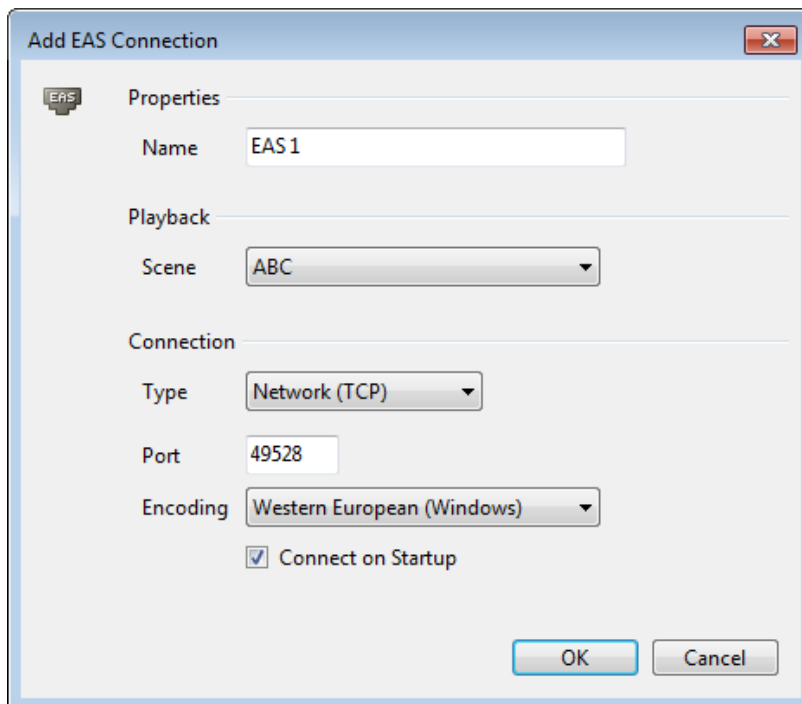 Add EAS Connection
EAS
Properties
Name EAS 1
Playback
Scene ABC
Connection
Type Network (TCP)
Port 49528
Encoding Western European (Windows)
Connect on Startup
OK Cancel